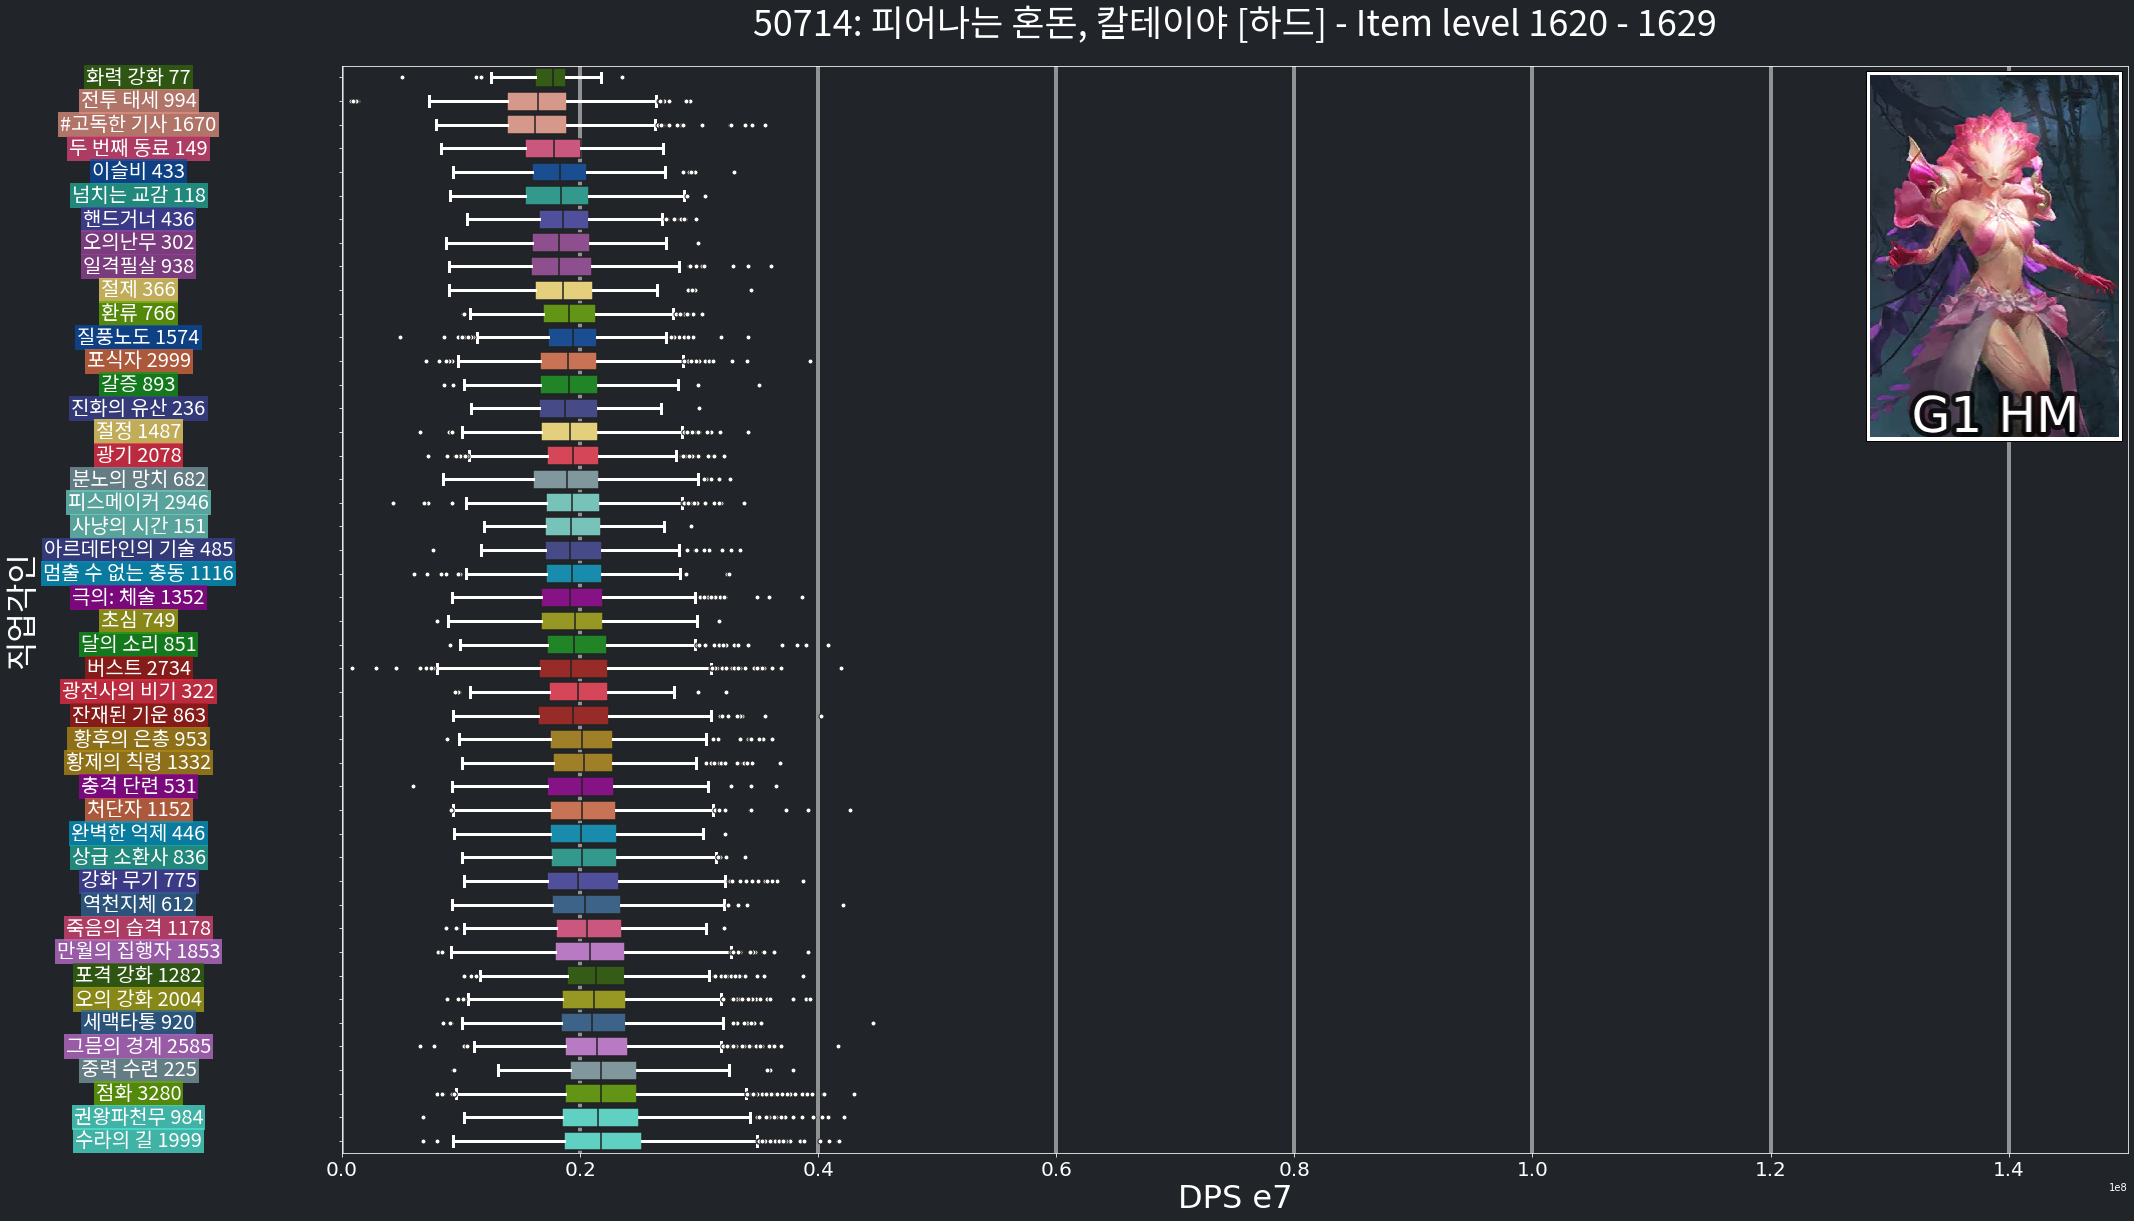 50714: 피어나는 혼돈, 칼테이야 [하드] - Item level 1620 - 1629
화력 강화 77
전투 태세 994
#고독한 기사 1670
두 번째 동료 149
이슬비 433
넘치는 교감 118
핸드거너 436
오의난무 302
일격필살 938
절제 366
환류 766
질풍노도 1574
포식자 2999
갈증 893
진화의 유산 236
절정 1487
광기 2078
분노의 망치 682
피스메이커 2946
사냥의 시간 151
아르데타인의 기술 485
멈출 수 없는 충동 1116
극의: 체술 1352
초심 749
달의 소리 851
버스트 2734
광전사의 비기 322
잔재된 기운 863
황후의 은총 953
황제의 칙령 1332
충격 단련 531
처단자 1152
완벽한 억제 446
상급 소환사 836
강화 무기 775
역천지체 612
죽음의 습격 1178
만월의 집행자 1853
포격 강화 1282
오의 강화 2004
세맥타통 920
그믐의 경계 2585
중력 수련 225
점화 3280
권왕파천무 984
수라의 길 1999
직업각인
G1 HM
0.0 0.2 0.4 0.6 0.8 1.0 1.2 1.4
1e8
DPS e7